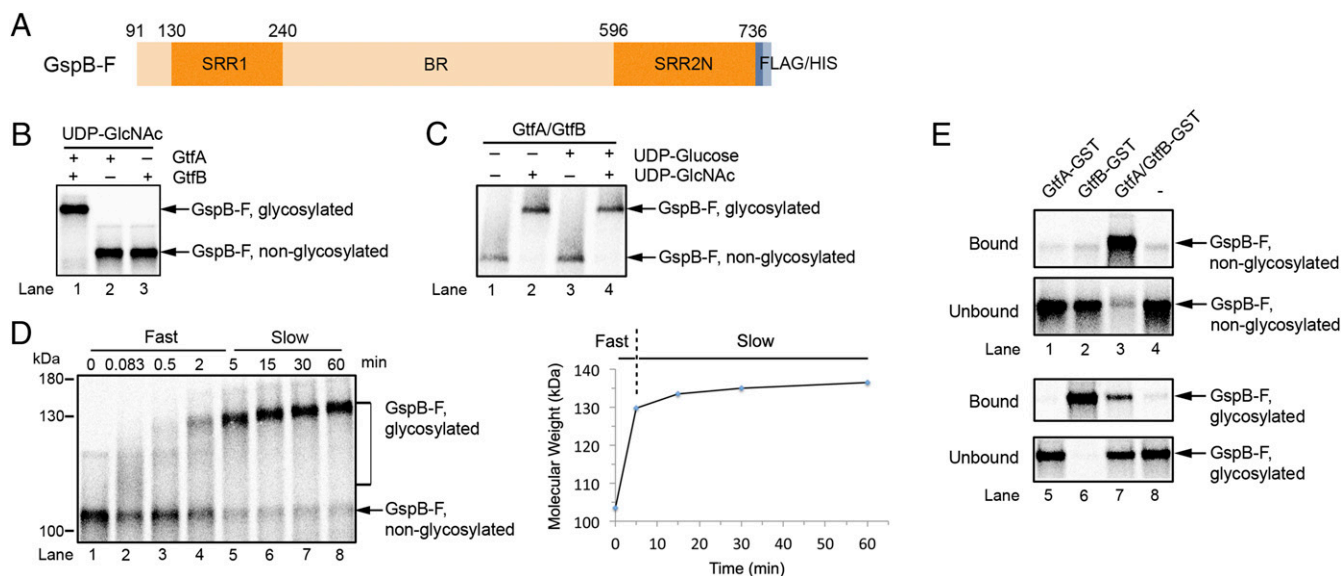 A
91 130 240 596 736
GspB-F SRR1 BR SRR2N FLAG/HIS
B
UDP-GlcNAc
+ + – GtfA
+ – + GtfB
GspB-F, glycosylated
GspB-F, non-glycosylated
Lane 1 2 3
C
GtfA/GtfB
– – + + UDP-Glucose
– + – + UDP-GlcNAc
GspB-F, glycosylated
GspB-F, non-glycosylated
Lane 1 2 3 4
D
Fast Slow
kDa 0 0.083 0.5 2 5 15 30 60 min
180
130
100
GspB-F,
glycosylated
GspB-F,
non-glycosylated
Lane 1 2 3 4 5 6 7 8
Fast Slow
Molecular Weight (kDa)
140
130
120
110
100
0 10 20 30 40 50 60
Time (min)
E
GtfA-GST
GtfB-GST
GtfA/GtfB-GST
-
Bound
GspB-F,
non-glycosylated
Unbound
GspB-F,
non-glycosylated
Lane 1 2 3 4
Bound
GspB-F,
glycosylated
Unbound
GspB-F,
glycosylated
Lane 5 6 7 8